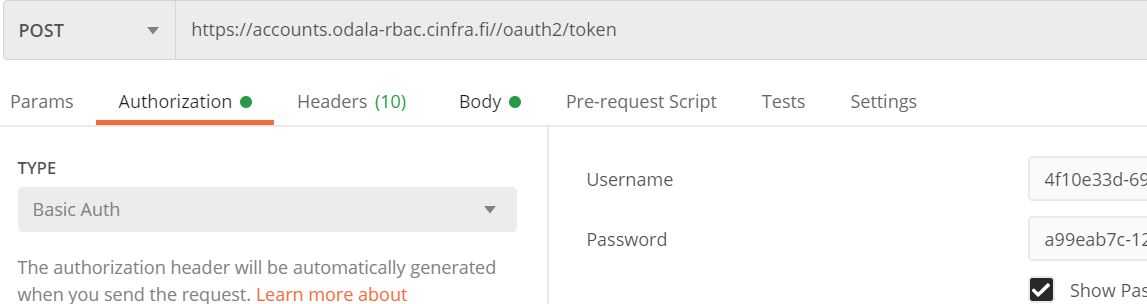 POST https://accounts.odala-rbac.cinfra.fi//oauth2/token
Params Authorization Headers (10) Body Pre-request Script Tests Settings
TYPE
Basic Auth
The authorization header will be automatically generated
when you send the request. Learn more about
Username 4f10e33d-69
Password a99eab7c-12
Show Pas